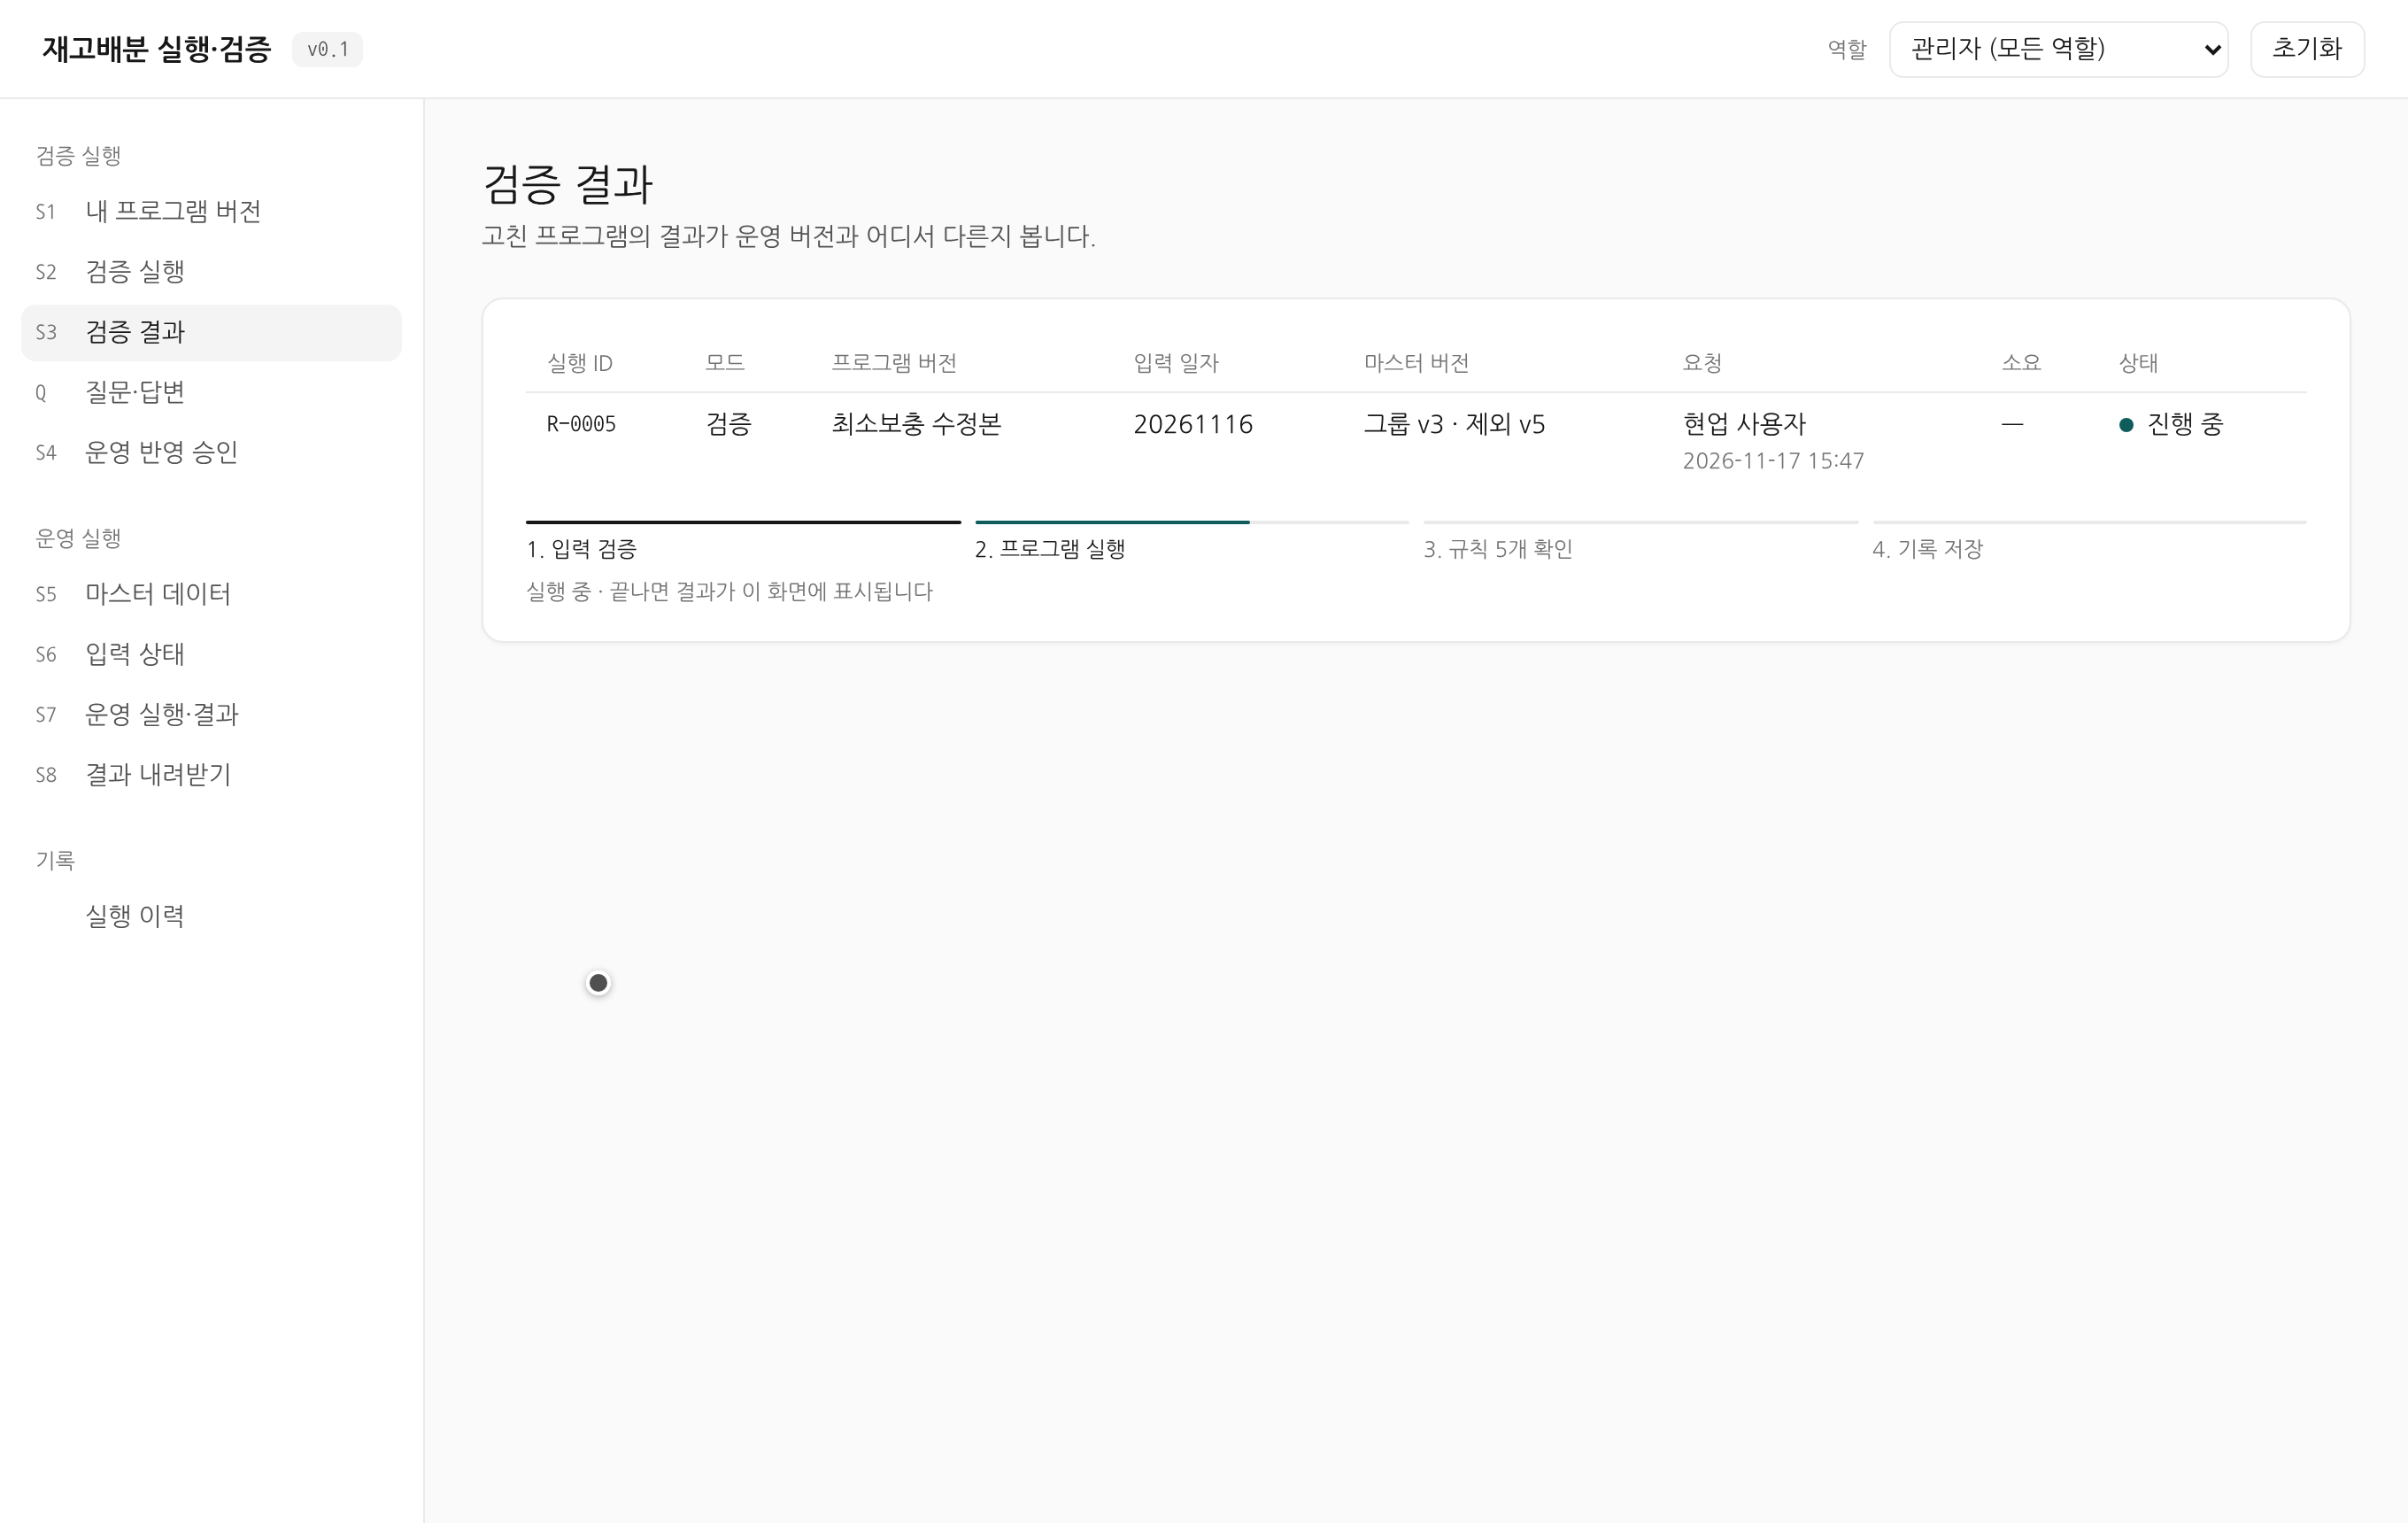 재고배분 실행·검증 v0.1 역할 관리자 (모든 역할) 초기화
검증 실행
S1 내 프로그램 버전
S2 검증 실행
S3 검증 결과
Q 질문·답변
S4 운영 반영 승인
운영 실행
S5 마스터 데이터
S6 입력 상태
S7 운영 실행·결과
S8 결과 내려받기
기록
실행 이력
검증 결과
고친 프로그램의 결과가 운영 버전과 어디서 다른지 봅니다.
실행 ID 모드 프로그램 버전 입력 일자 마스터 버전 요청 소요 상태
R-0005 검증 최소보충 수정본 20261116 그룹 v3 · 제외 v5 현업 사용자 — 진행 중
2026-11-17 15:47
1. 입력 검증 2. 프로그램 실행 3. 규칙 5개 확인 4. 기록 저장
실행 중 · 끝나면 결과가 이 화면에 표시됩니다